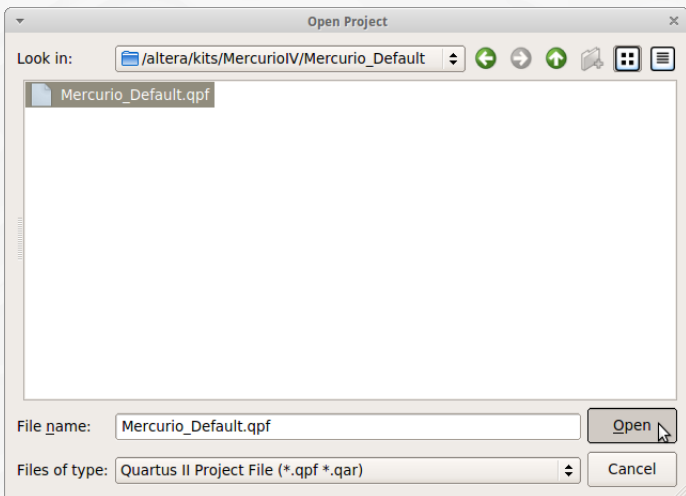 Open Project
Look in: /altera/kits/MercurioIV/Mercurio_Default
Mercurio_Default.qpf
File name: Mercurio_Default.qpf Open
Files of type: Quartus II Project File (*.qpf *.qar) Cancel